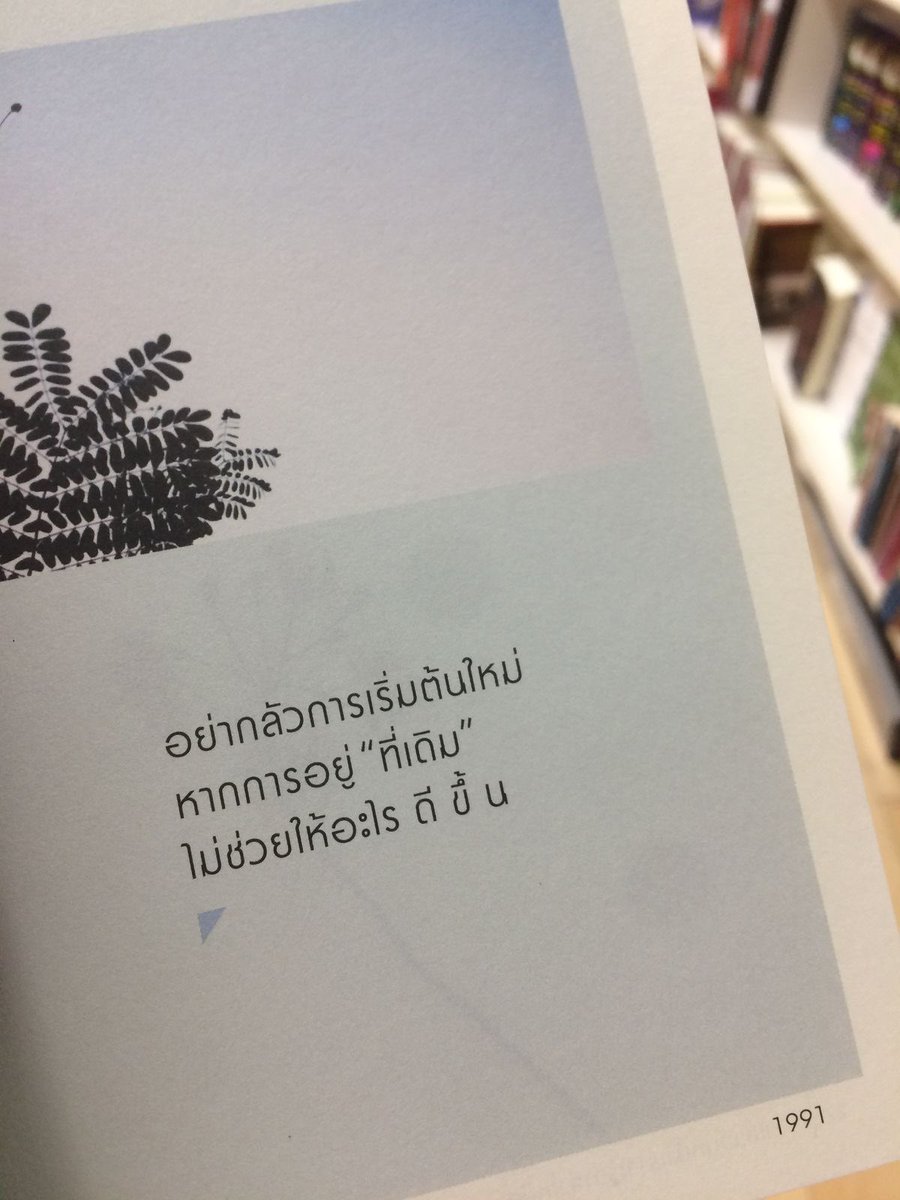 อย่ากลัวการเริ่มต้นใหม่
หากการอยู่ “ที่เดิม”
ไม่ช่วยให้อะไร ดี ขึ้ น
1991